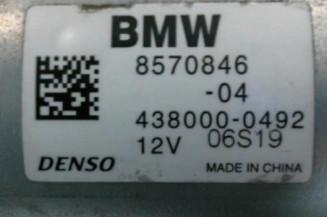 BMW
8570846
-04
438000-0492
12V 06S19
DENSO MADE IN CHINA